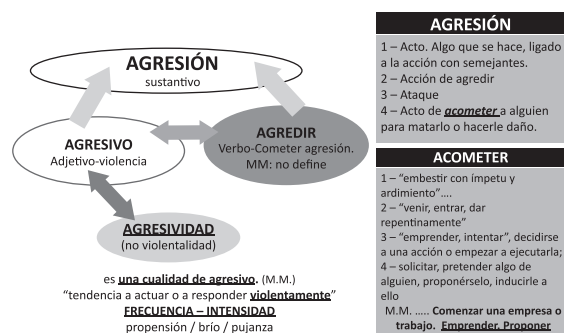 AGRESIÓN
sustantivo
AGRESIVO
Adjetivo-violencia
AGREDIR
Verbo-Cometer agresión.
MM: no define
AGRESIVIDAD
(no violentalidad)
es una cualidad de agresivo. (M.M.)
“tendencia a actuar o a responder violentamente”
FRECUENCIA – INTENSIDAD
propensión / brío / pujanza
AGRESIÓN
1 – Acto. Algo que se hace, ligado
a la acción con semejantes.
2 – Acción de agredir
3 – Ataque
4 – Acto de acometer a alguien
para matarlo o hacerle daño.
ACOMETER
1 – “embestir con ímpetu y
ardimiento”....
2 – “venir, entrar, dar
repentinamente”
3 – “emprender, intentar”, decidirse
a una acción o empezar a ejecutarla;
4 – solicitar, pretender algo de
alguien, proponérselo, inducirle a
ello
M.M. ..... Comenzar una empresa o
trabajo. Emprender. Proponer